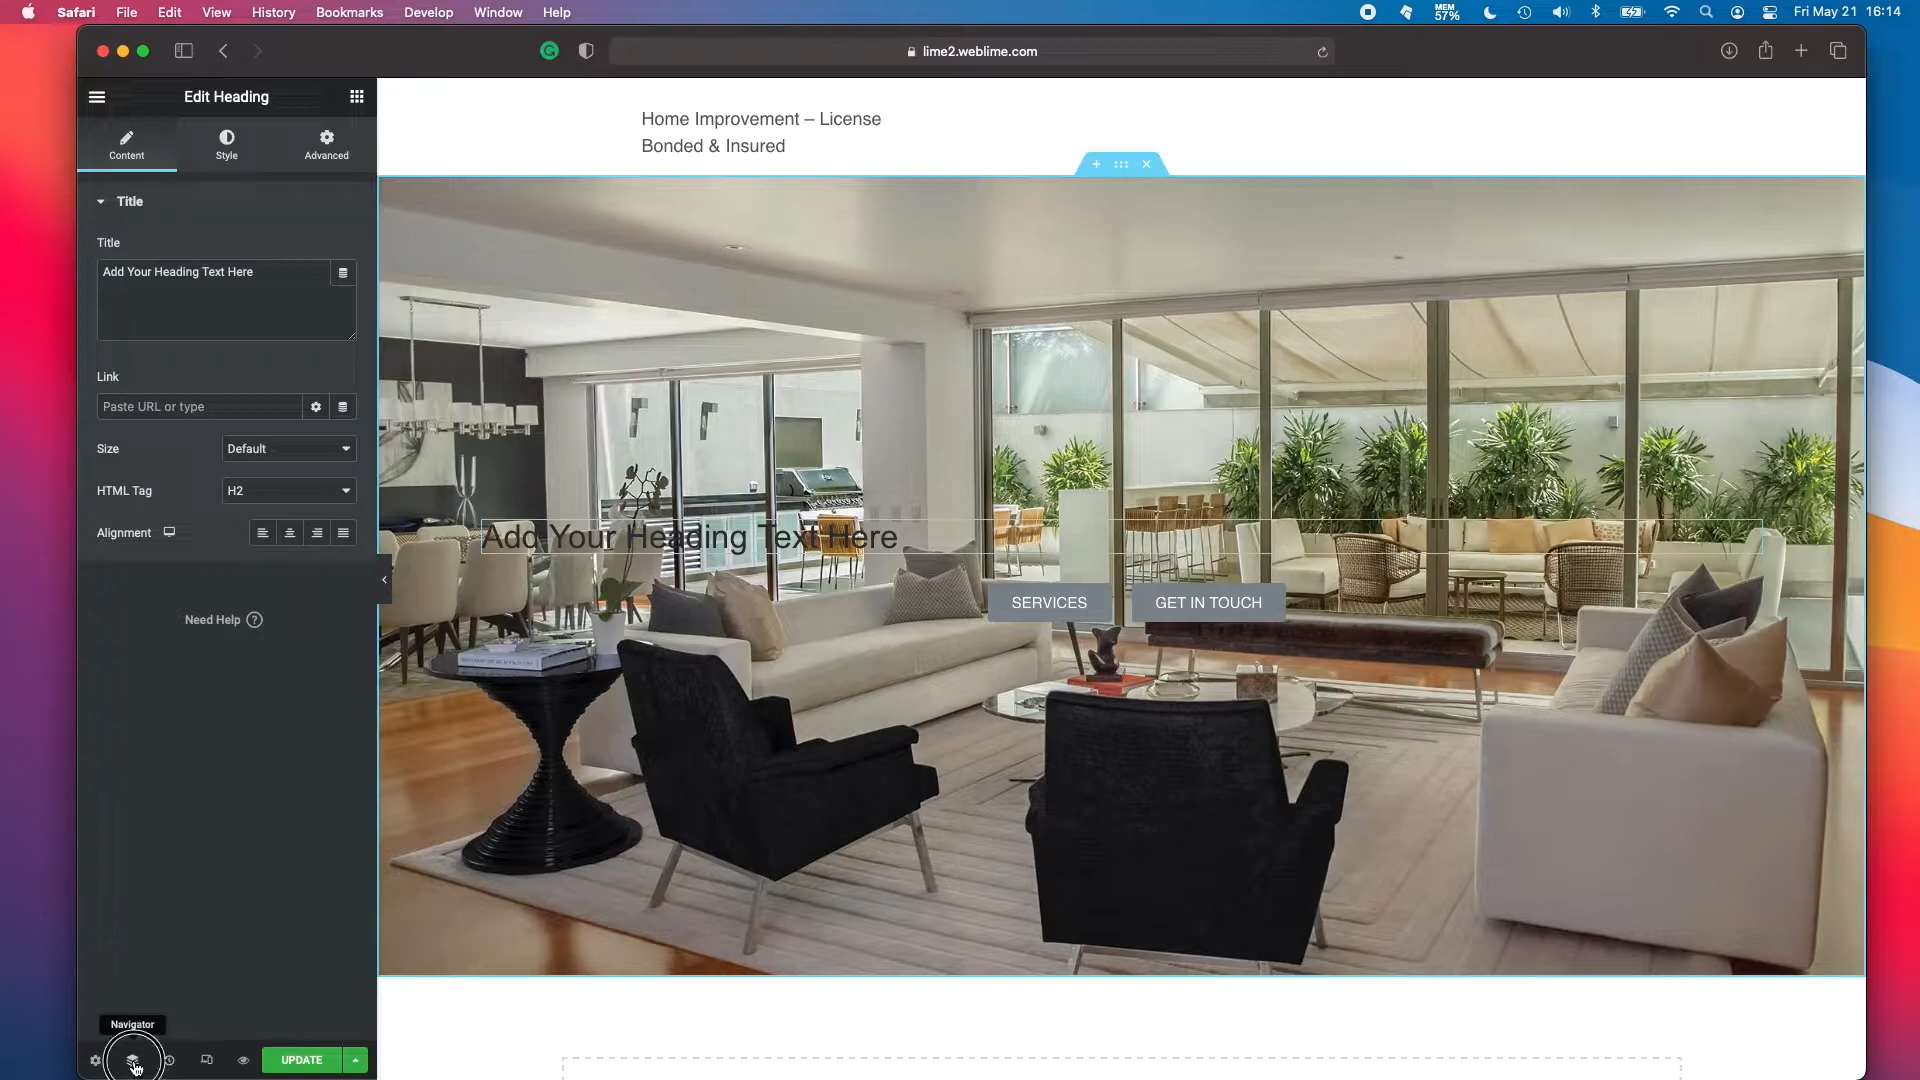 Safari File Edit View History Bookmarks Develop Window Help
MEM
57%
Fri May 21 16:14
lime2.weblime.com
Edit Heading
Content Style Advanced
Title
Title
Add Your Heading Text Here
Link
Paste URL or type
Size Default
HTML Tag H2
Alignment
Need Help ?
Navigator
UPDATE
Home Improvement – License
Bonded & Insured
Add Your Heading Text Here
SERVICES GET IN TOUCH